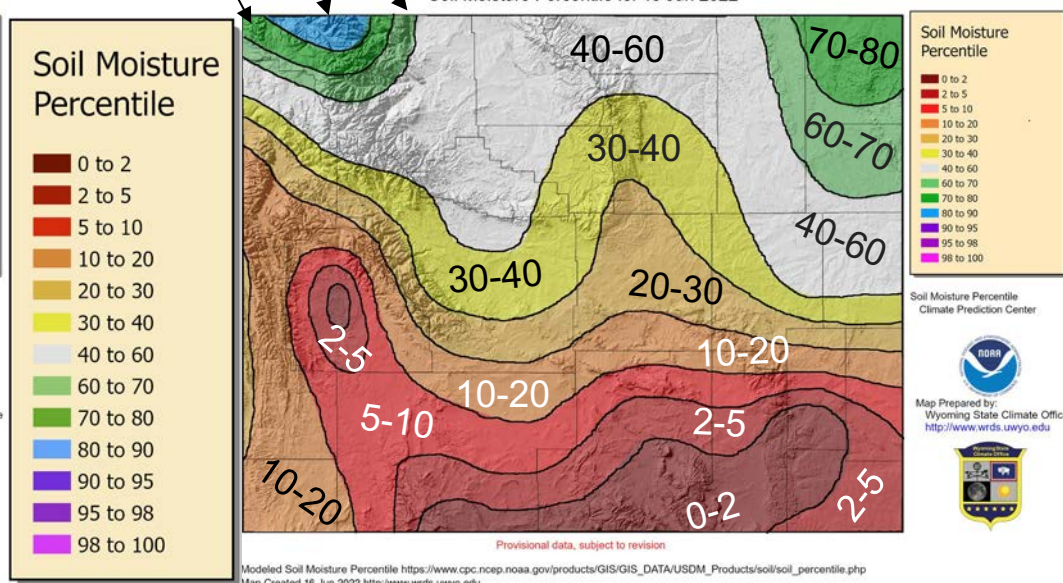 Soil Moisture
Percentile
0 to 2
2 to 5
5 to 10
10 to 20
20 to 30
30 to 40
40 to 60
60 to 70
70 to 80
80 to 90
90 to 95
95 to 98
98 to 100
40-60
70-80
60-70
30-40
40-60
30-40
20-30
2-5
10-20
10-20
5-10
2-5
10-20
0-2
2-5
Provisional data, subject to revision
Modeled Soil Moisture Percentile https://www.cpc.ncep.noaa.gov/products/GIS/GIS_DATA/USDM_Products/soil/soil_percentile.php
Soil Moisture
Percentile
0 to 2
2 to 5
5 to 10
10 to 20
20 to 30
30 to 40
40 to 60
60 to 70
70 to 80
80 to 90
90 to 95
95 to 98
98 to 100
Soil Moisture Percentile
Climate Prediction Center
NOAA
Map Prepared by:
Wyoming State Climate Offic
http://www.wrds.uwyo.edu
Wyoming State
Climate Office